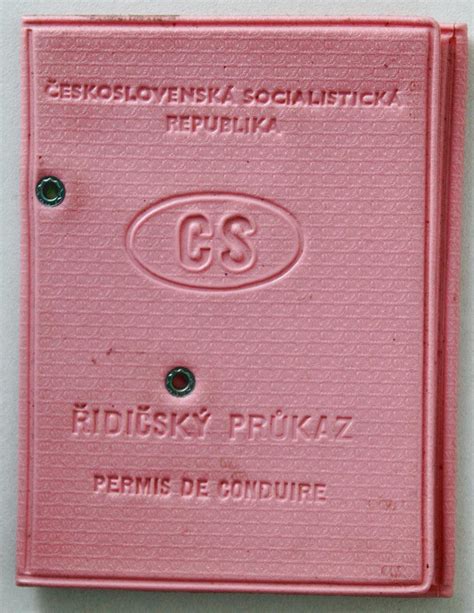 ČESKOSLOVENSKÁ SOCIALISTICKÁ
REPUBLIKA
CS
ŘIDIČSKÝ PRŮKAZ
PERMIS DE CONDUIRE